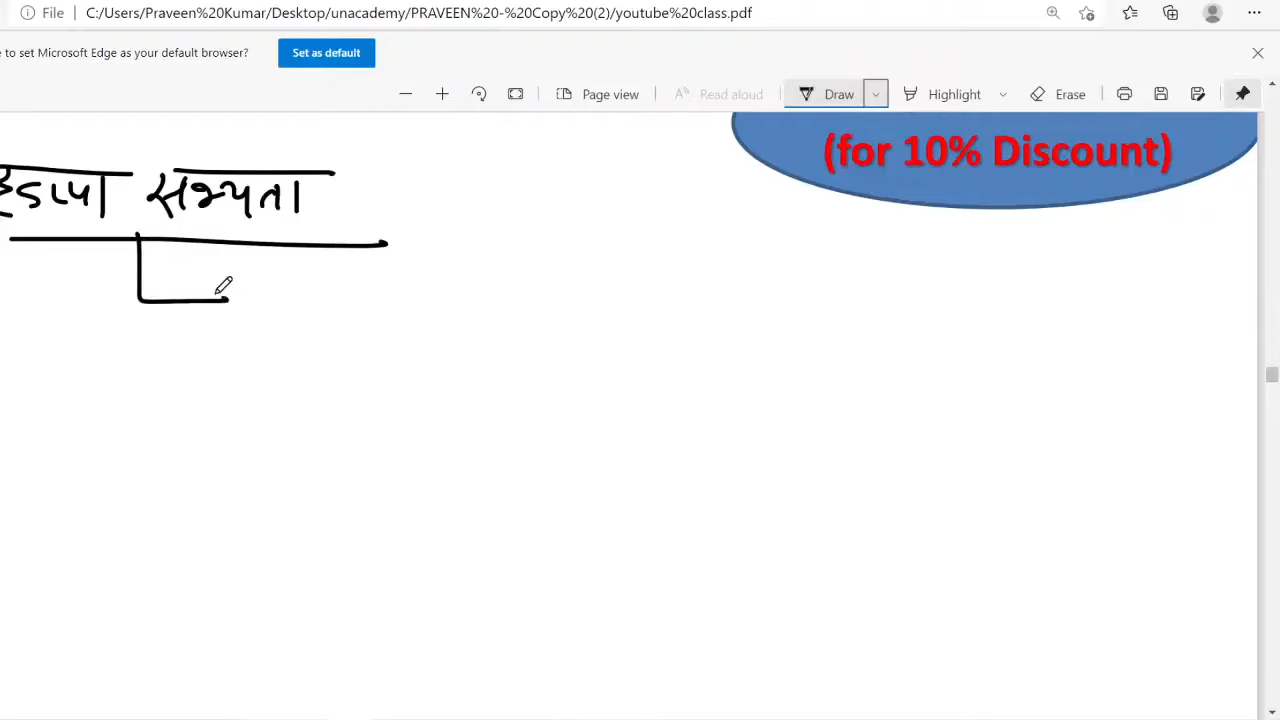 File C:/Users/Praveen%20Kumar/Desktop/unacademy/PRAVEEN%20-%20Copy%20(2)/youtube%20class.pdf
e to set Microsoft Edge as your default browser? Set as default
Page view Read aloud Draw Highlight Erase
(for 10% Discount)
हड़प्पा सभ्यता